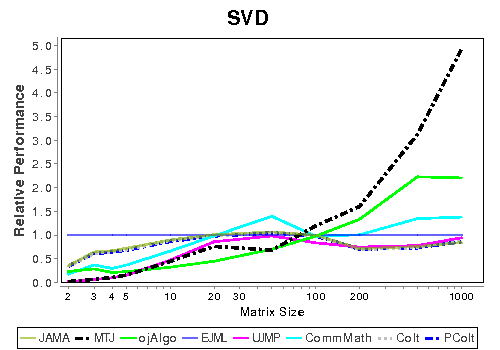 SVD
Relative Performance
5.0
4.5
4.0
3.5
3.0
2.5
2.0
1.5
1.0
0.5
0.0
2 3 4 5 10 20 30 100 200 1000
Matrix Size
JAMA MTJ ojAlgo EJML UJMP CommMath Colt PColt